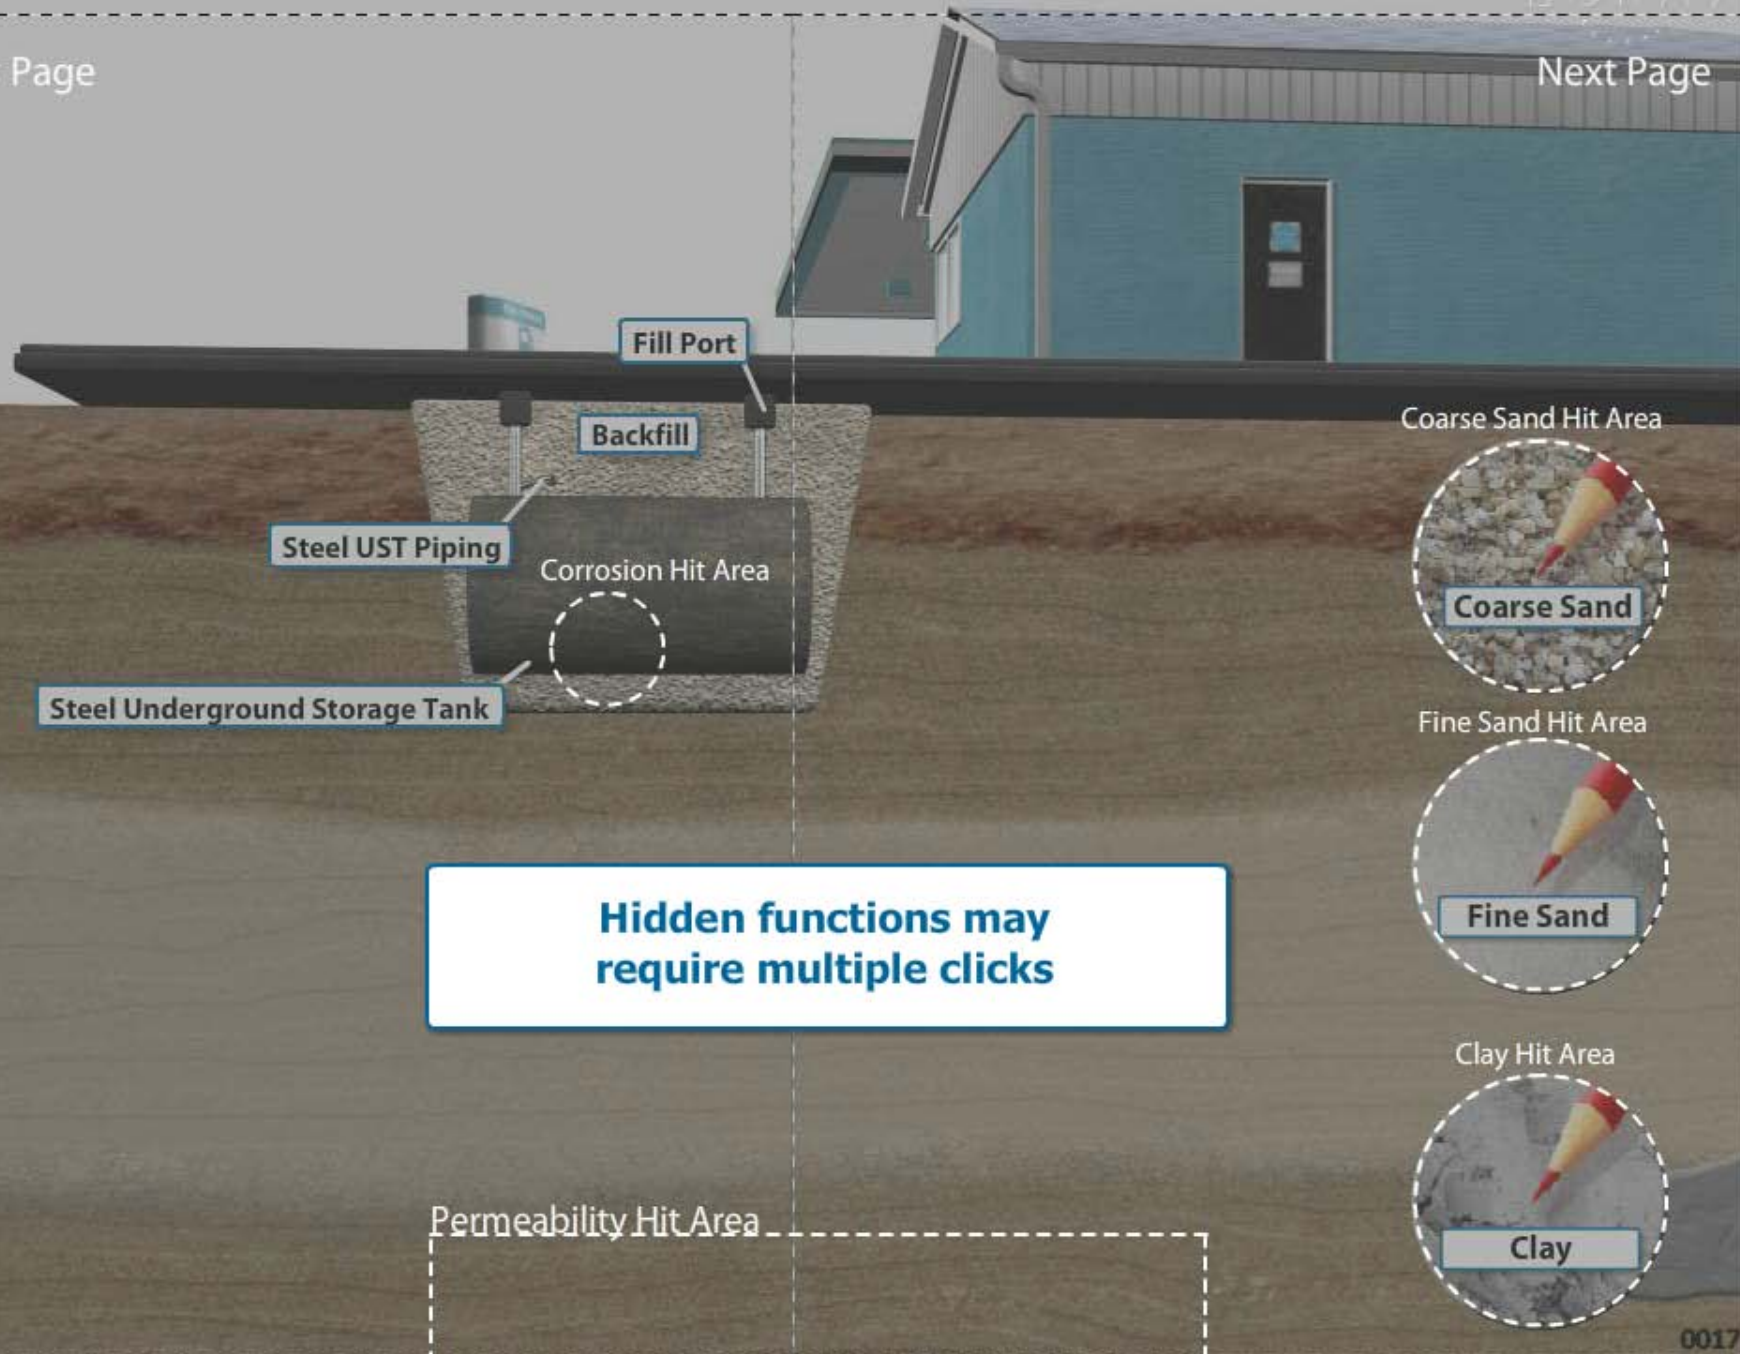 Page
Next Page
Fill Port
Backfill
Coarse Sand Hit Area
Steel UST Piping
Corrosion Hit Area
Coarse Sand
Steel Underground Storage Tank
Fine Sand Hit Area
Hidden functions may
require multiple clicks
Fine Sand
Clay Hit Area
Permeability Hit Area
Clay
0017